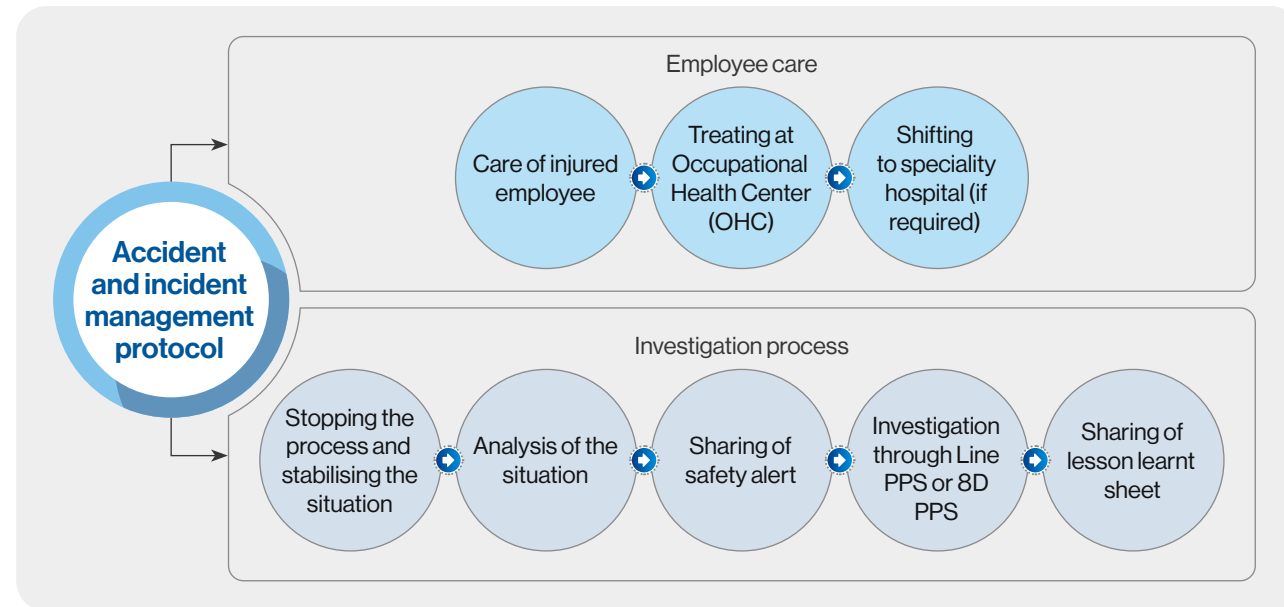 Accident
and incident
management
protocol
Employee care
Care of injured
employee
Treating at
Occupational
Health Center
(OHC)
Shifting
to speciality
hospital (if
required)
Investigation process
Stopping the
process and
stabilising the
situation
Analysis of the
situation
Sharing of
safety alert
Investigation
through Line
PPS or 8D
PPS
Sharing of
lesson learnt
sheet